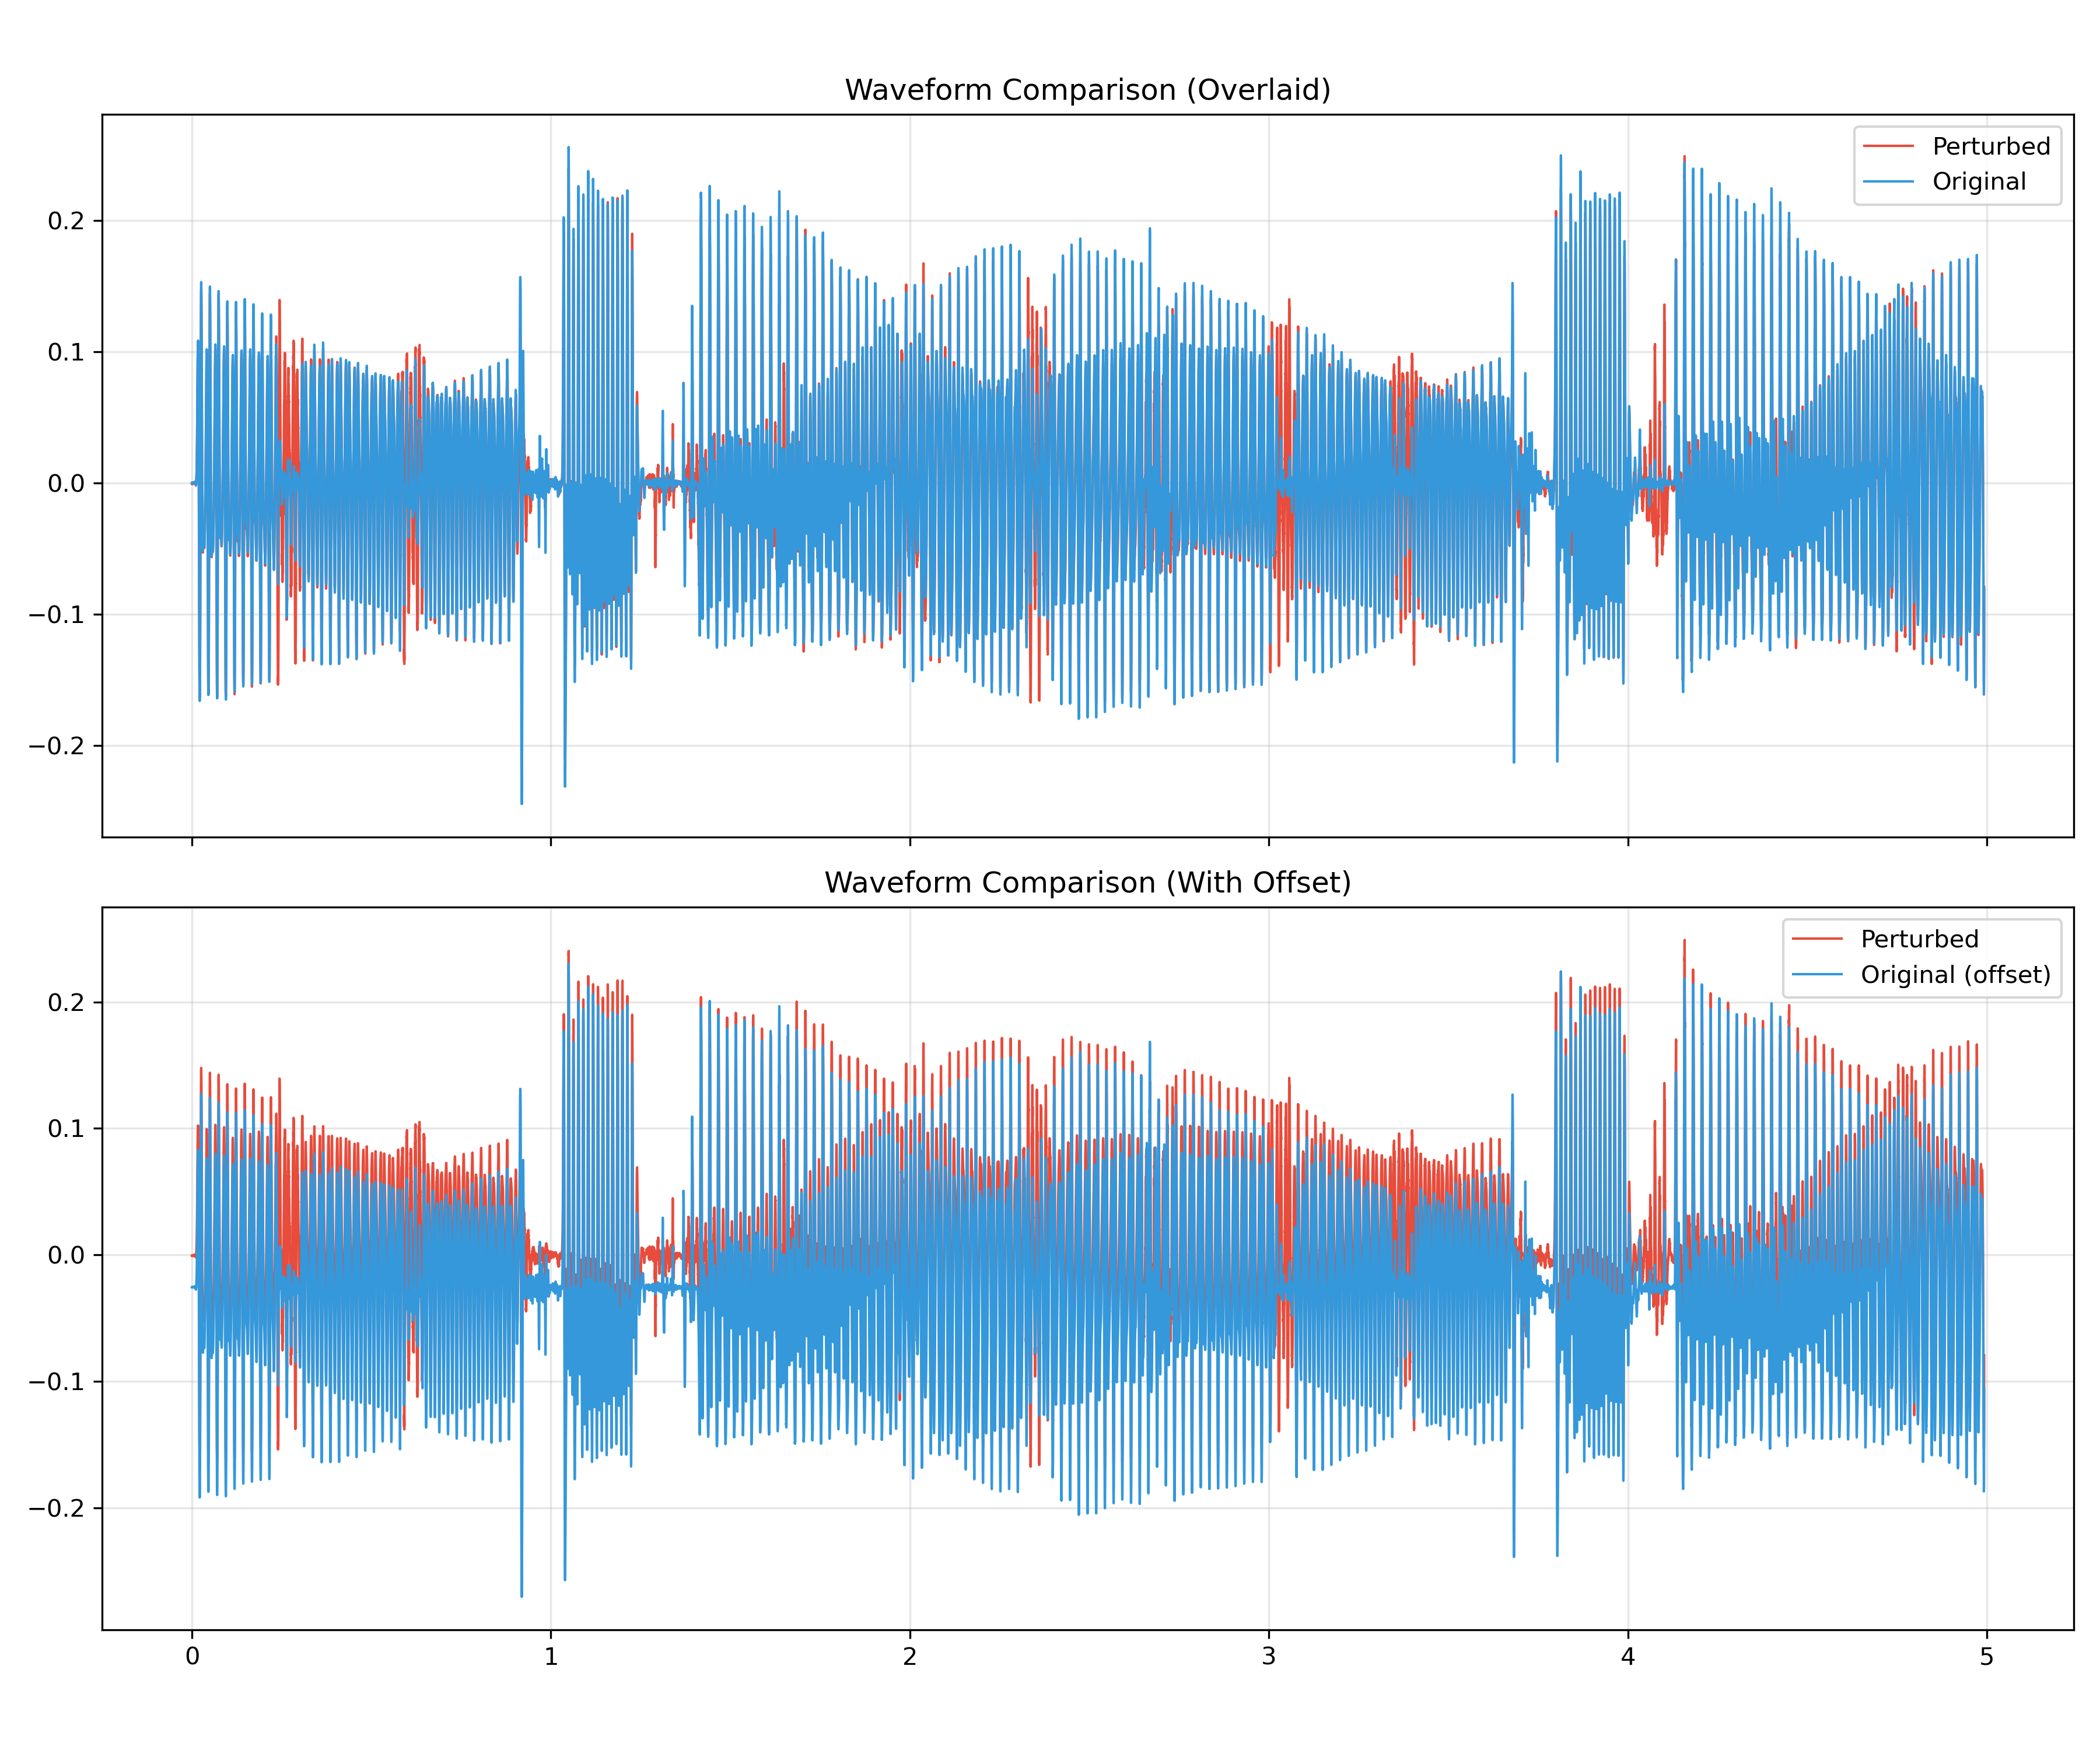 Waveform Comparison (Overlaid)
Perturbed
Original
0.2
0.1
0.0
−0.1
−0.2
Waveform Comparison (With Offset)
Perturbed
Original (offset)
0.2
0.1
0.0
−0.1
−0.2
0 1 2 3 4 5